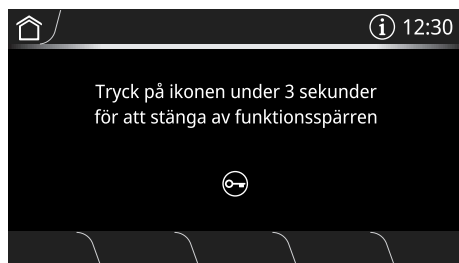 i 12:30
Tryck på ikonen under 3 sekunder
för att stänga av funktionsspärren